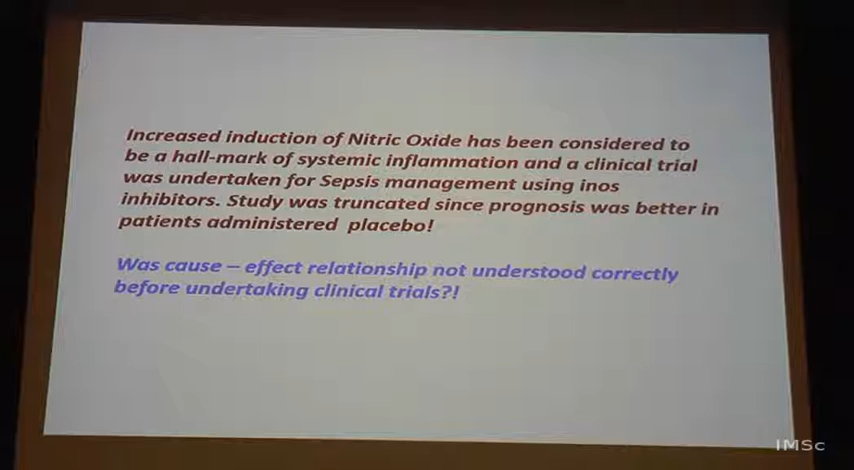 Increased induction of Nitric Oxide has been considered to
be a hall-mark of systemic inflammation and a clinical trial
was undertaken for Sepsis management using inos
inhibitors. Study was truncated since prognosis was better in
patients administered placebo!
Was cause – effect relationship not understood correctly
before undertaking clinical trials?!
IMSc